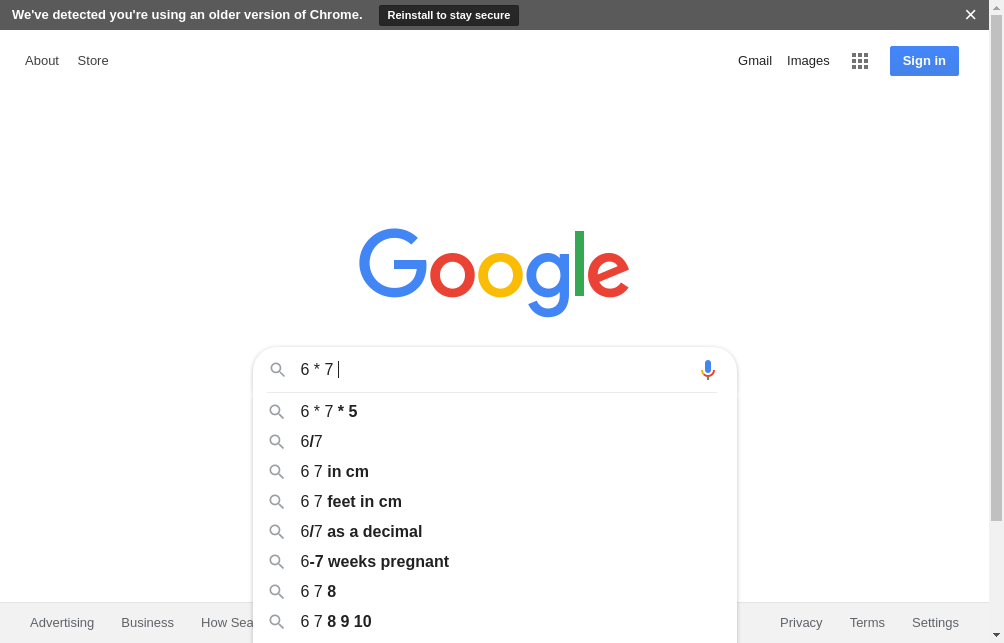 We've detected you're using an older version of Chrome. Reinstall to stay secure
About Store Gmail Images Sign in
Google
6 * 7
6 * 7 * 5
6/7
6 7 in cm
6 7 feet in cm
6/7 as a decimal
6-7 weeks pregnant
6 7 8
6 7 8 9 10
Advertising Business How Sea Privacy Terms Settings